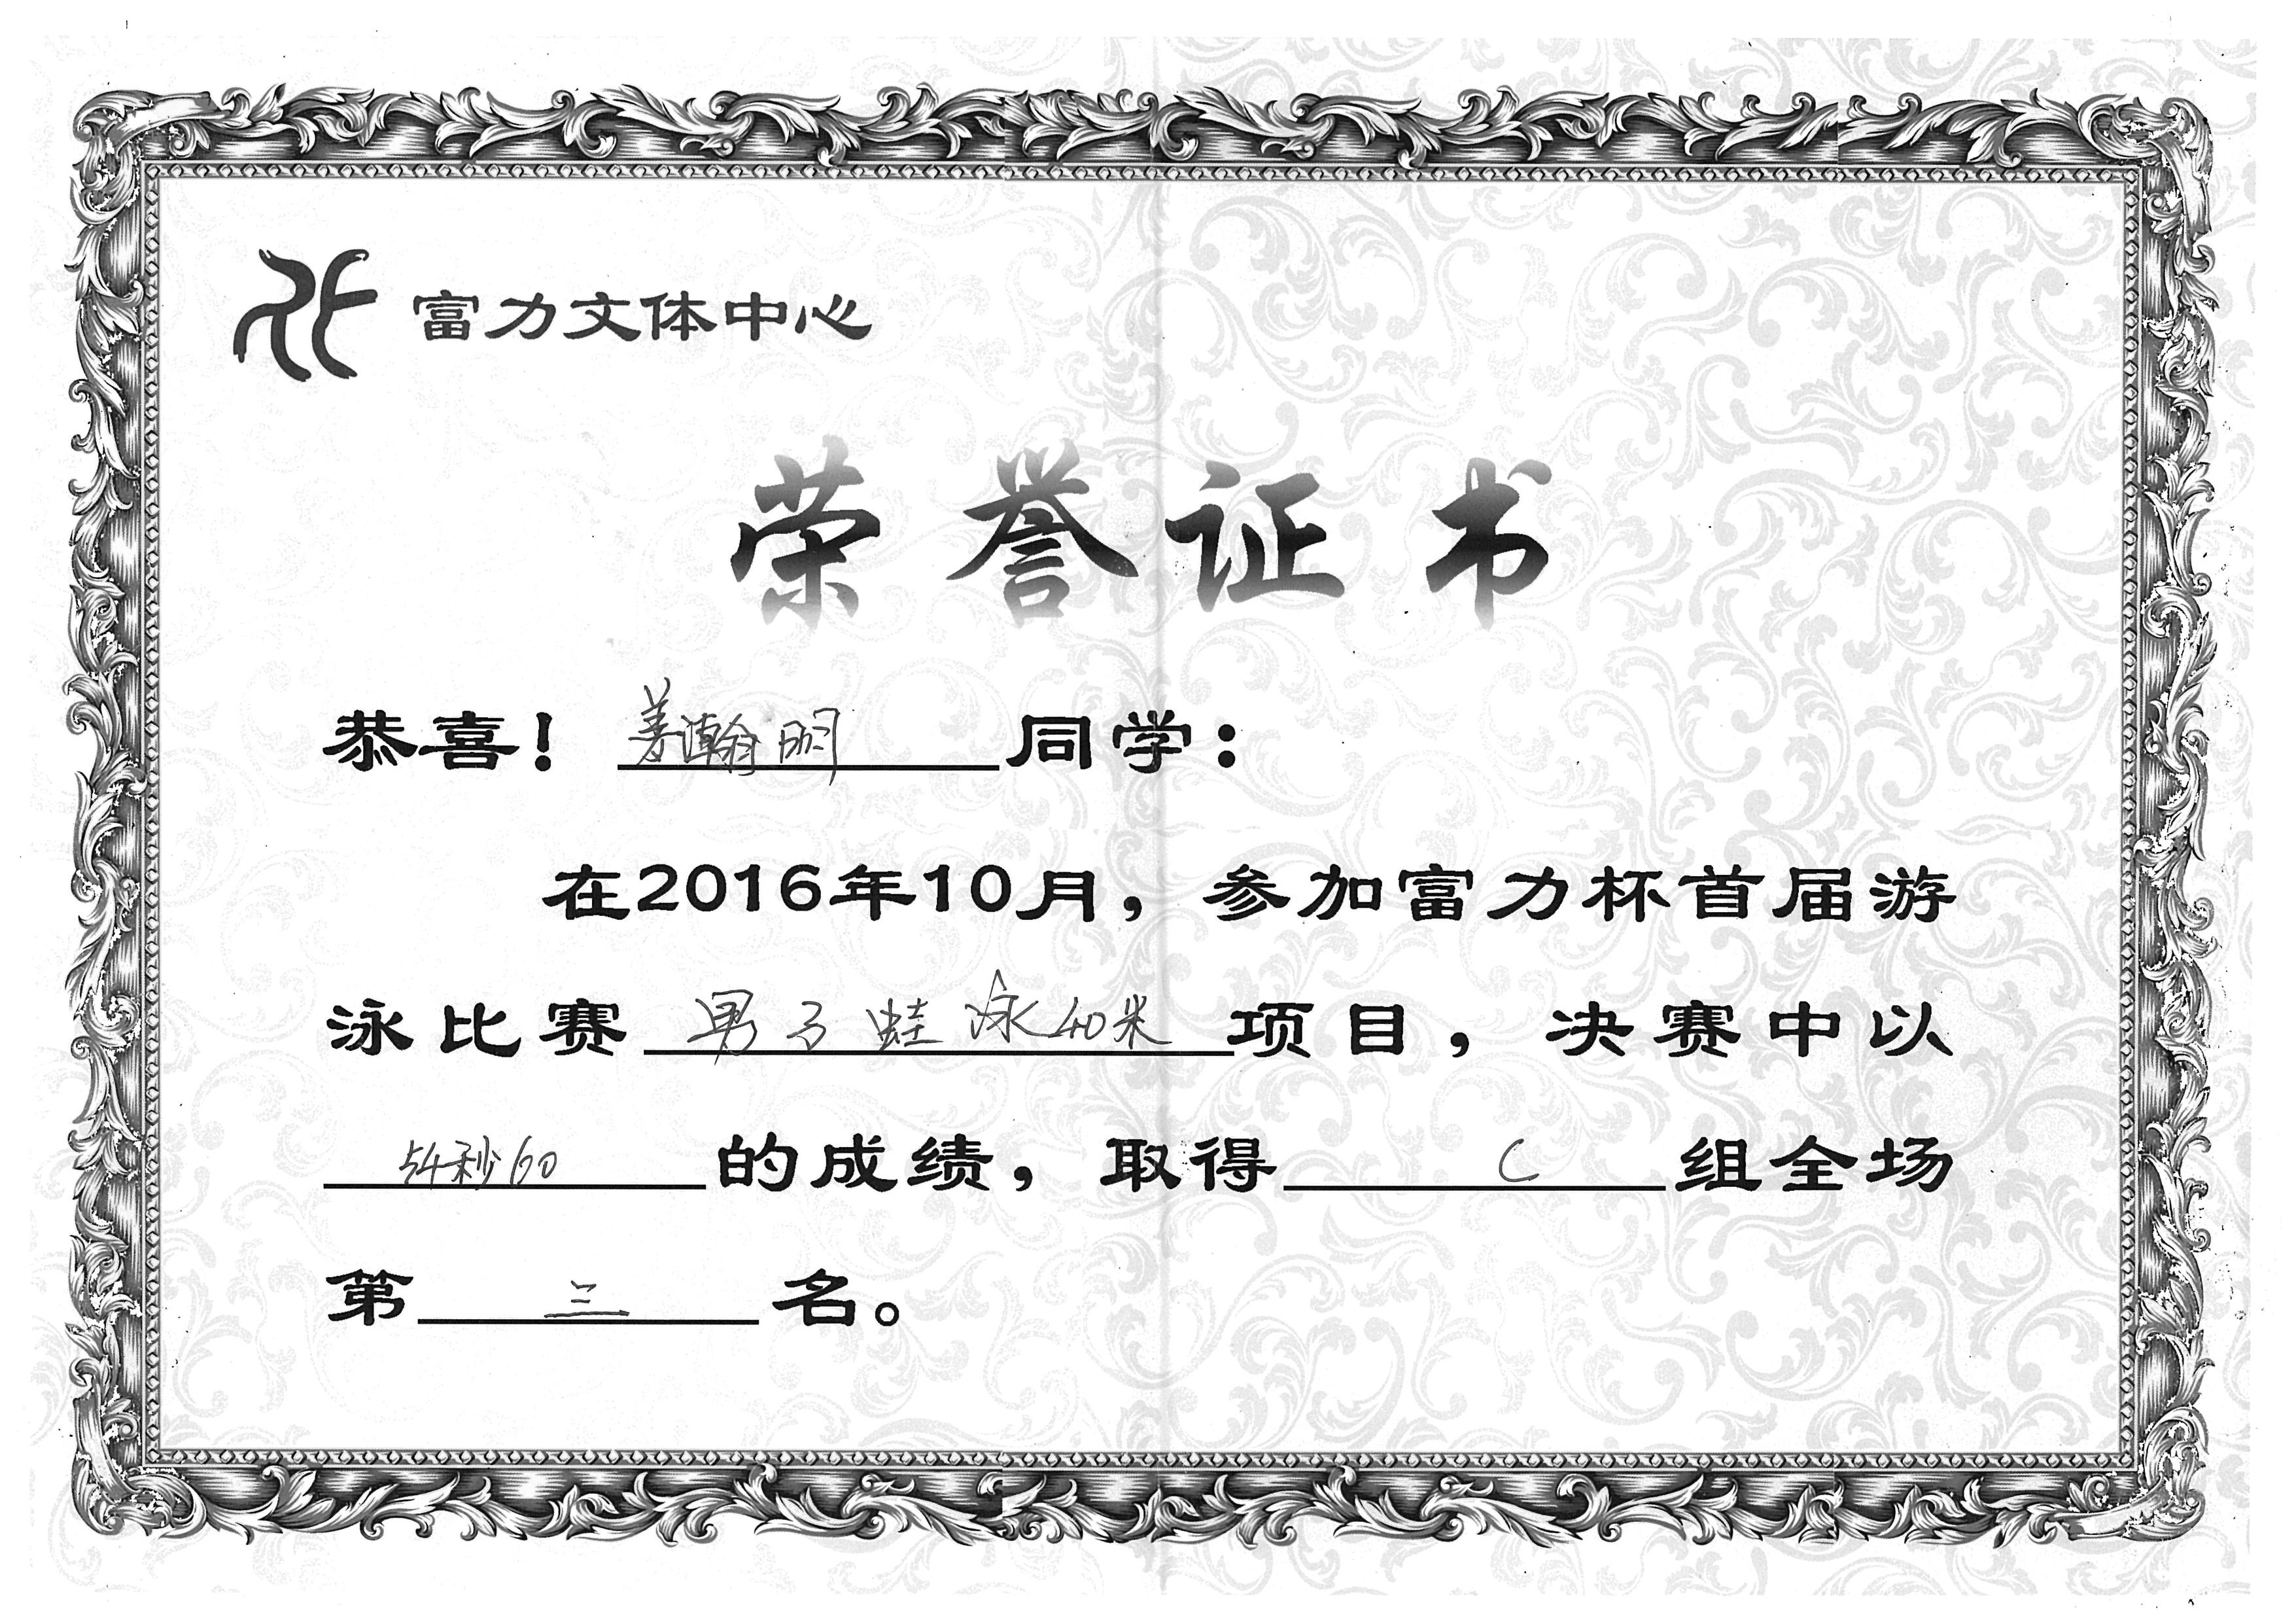 富力文体中心
荣誉证书
恭喜！姜瀚明同学：
在2016年10月，参加富力杯首届游
泳比赛男子蛙泳40米项目，决赛中以
54秒60的成绩，取得C组全场
第三名。